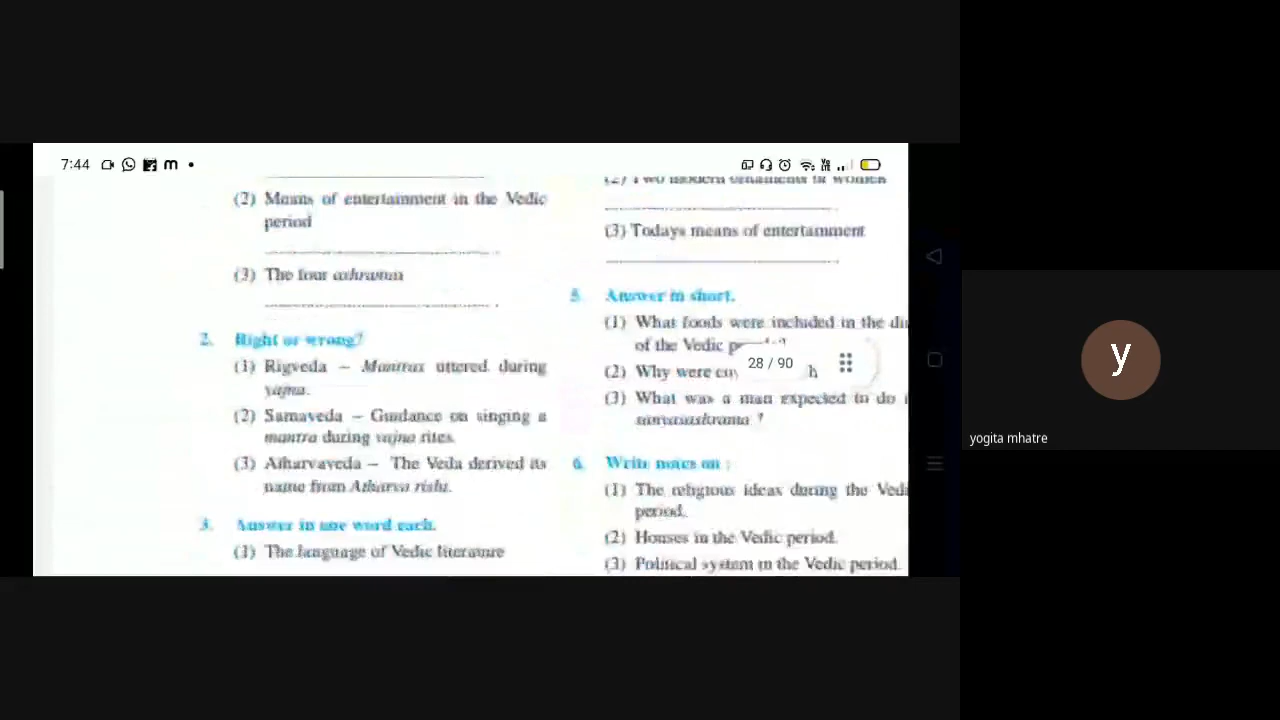 7:44
(2) Means of entertainment in the Vedic
period
(3) The four ashramas
2. Right or wrong?
(1) Rigveda – Mantras uttered during
yajna.
(2) Samaveda – Guidance on singing a
mantra during yajna rites.
(3) Atharvaveda – The Veda derived its
name from Atharva rishi.
3. Answer in one word each.
(1) The language of Vedic literature
(2) Two modern ornaments of women
(3) Todays means of entertainment
5. Answer in short.
(1) What foods were included in the
of the Vedic
(2) Why were
(3) What was a man expected to do
sanyasashrama ?
28 / 90
6. Write notes on :
(1) The religious ideas during the
period.
(2) Houses in the Vedic period.
(3) Political system in the Vedic period.
y
yogita mhatre